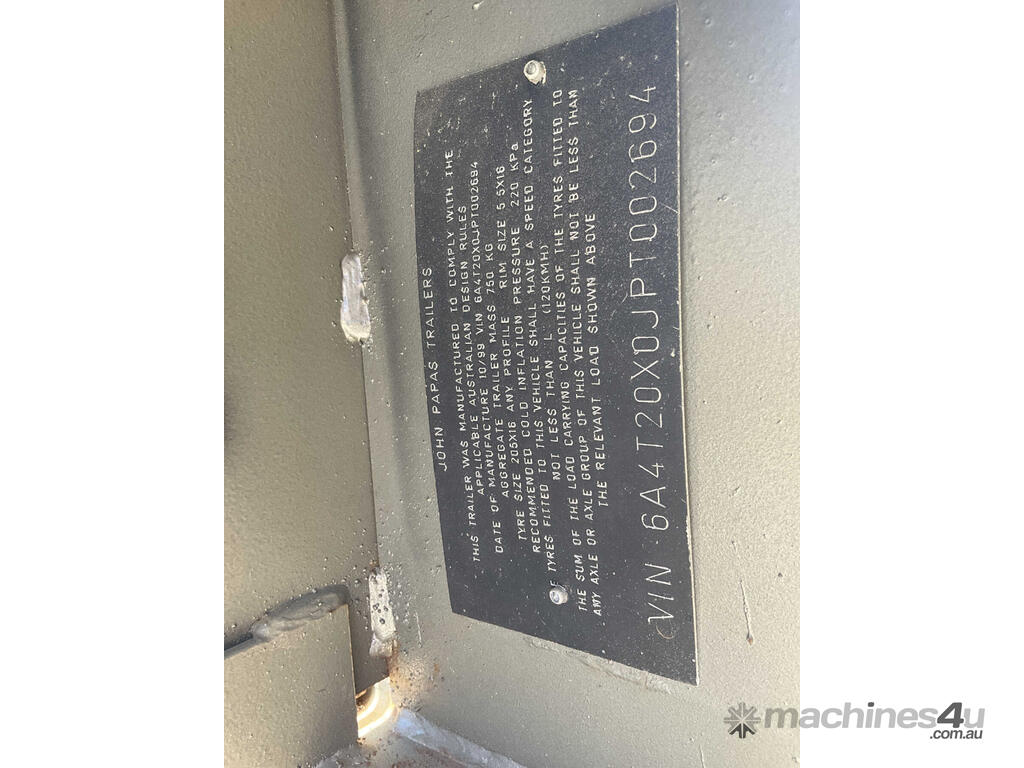 JOHN PAPAS TRAILERS
THIS TRAILER WAS MANUFACTURED TO COMPLY WITH THE
APPLICABLE AUSTRALIAN DESIGN RULES
DATE OF MANUFACTURE 10/99 VIN 6A4T20X0JPT002694
AGGREGATE TRAILER MASS 750 KG
TYRE SIZE 205X16 ANY PROFILE RIM SIZE 5.5X16
RECOMMENDED COLD INFLATION PRESSURE 220 KPa
TYRES FITTED TO THIS VEHICLE SHALL HAVE A SPEED CATEGORY
NOT LESS THAN L (120KMH)
THE SUM OF THE LOAD CARRYING CAPACITIES OF THE TYRES FITTED TO
ANY AXLE OR AXLE GROUP OF THIS VEHICLE SHALL NOT BE LESS THAN
THE RELEVANT LOAD SHOWN ABOVE
VIN 6A4T20X0JPT002694
machines4u
.com.au